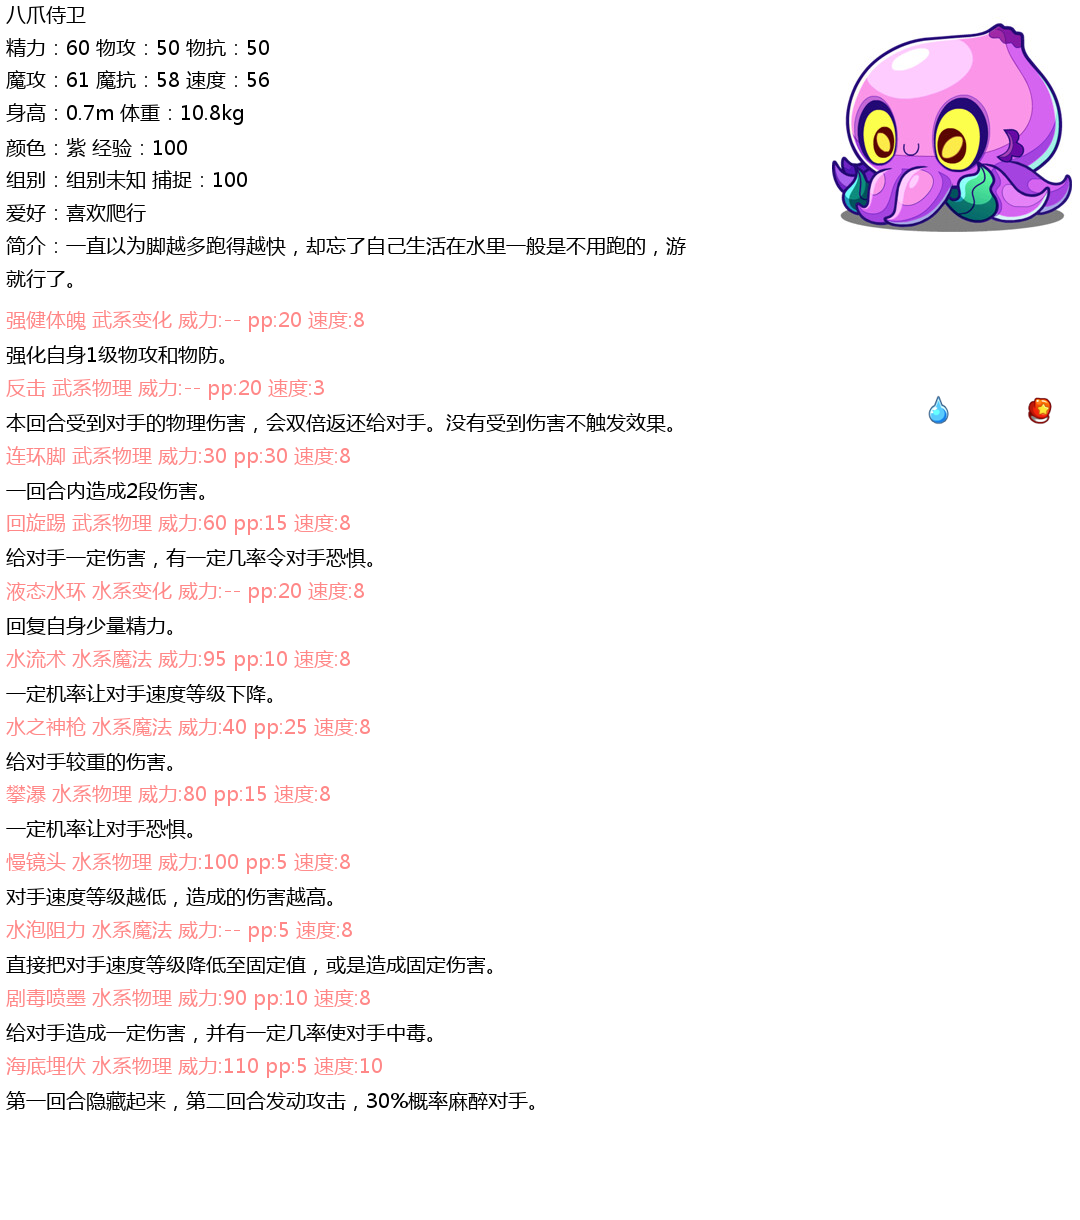 八爪侍卫
精力：60 物攻：50 物抗：50
魔攻：61 魔抗：58 速度：56
身高：0.7m 体重：10.8kg
颜色：紫 经验：100
组别：组别未知 捕捉：100
爱好：喜欢爬行
简介：一直以为脚越多跑得越快，却忘了自己生活在水里一般是不用跑的，游
就行了。
强健体魄 武系变化 威力:-- pp:20 速度:8
强化自身1级物攻和物防。
反击 武系物理 威力:-- pp:20 速度:3
本回合受到对手的物理伤害，会双倍返还给对手。没有受到伤害不触发效果。
连环脚 武系物理 威力:30 pp:30 速度:8
一回合内造成2段伤害。
回旋踢 武系物理 威力:60 pp:15 速度:8
给对手一定伤害，有一定几率令对手恐惧。
液态水环 水系变化 威力:-- pp:20 速度:8
回复自身少量精力。
水流术 水系魔法 威力:95 pp:10 速度:8
一定机率让对手速度等级下降。
水之神枪 水系魔法 威力:40 pp:25 速度:8
给对手较重的伤害。
攀瀑 水系物理 威力:80 pp:15 速度:8
一定机率让对手恐惧。
慢镜头 水系物理 威力:100 pp:5 速度:8
对手速度等级越低，造成的伤害越高。
水泡阻力 水系魔法 威力:-- pp:5 速度:8
直接把对手速度等级降低至固定值，或是造成固定伤害。
剧毒喷墨 水系物理 威力:90 pp:10 速度:8
给对手造成一定伤害，并有一定几率使对手中毒。
海底埋伏 水系物理 威力:110 pp:5 速度:10
第一回合隐藏起来，第二回合发动攻击，30%概率麻醉对手。